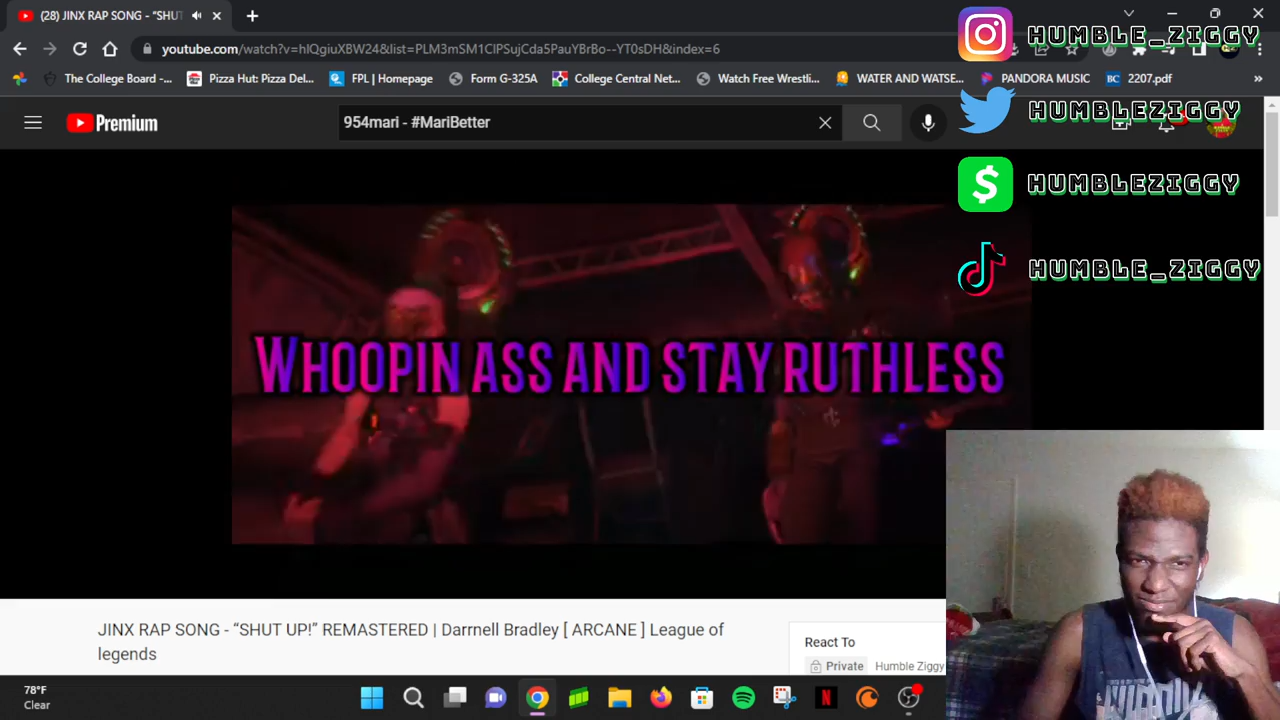 (28) JINX RAP SONG - “SHUT
youtube.com/watch?v=hIQgiuXBW24&list=PLM3mSM1ClPSujCda5PauYBrBo--YT0sDH&index=6
The College Board -...
Pizza Hut: Pizza Del...
FPL | Homepage
Form G-325A
College Central Net...
Watch Free Wrestli...
WATER AND WATSE...
PANDORA MUSIC
BC 2207.pdf
»
Premium
954mari - #MariBetter
HUMBLE_ZIGGY
HUMBLEZIGGY
$ HUMBLEZIGGY
HUMBLE_ZIGGY
WHOOPIN ASS AND STAY RUTHLESS
JINX RAP SONG - “SHUT UP!” REMASTERED | Darrnell Bradley [ ARCANE ] League of
legends
React To
Private Humble Ziggy
78°F
Clear
N